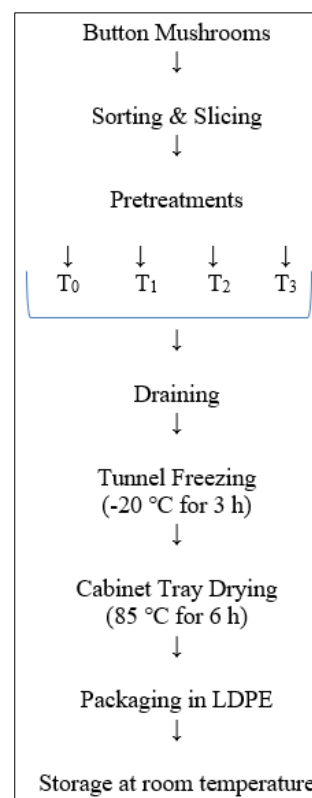 Button Mushrooms
↓
Sorting & Slicing
↓
Pretreatments
↓ ↓ ↓ ↓
T₀ T₁ T₂ T₃
↓
Draining
↓
Tunnel Freezing
(-20 °C for 3 h)
↓
Cabinet Tray Drying
(85 °C for 6 h)
↓
Packaging in LDPE
↓
Storage at room temperature